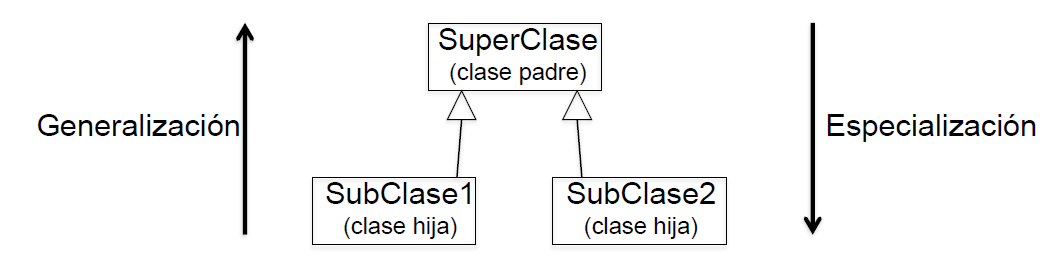 SuperClase
(clase padre)
Generalización
Especialización
SubClase1
(clase hija)
SubClase2
(clase hija)